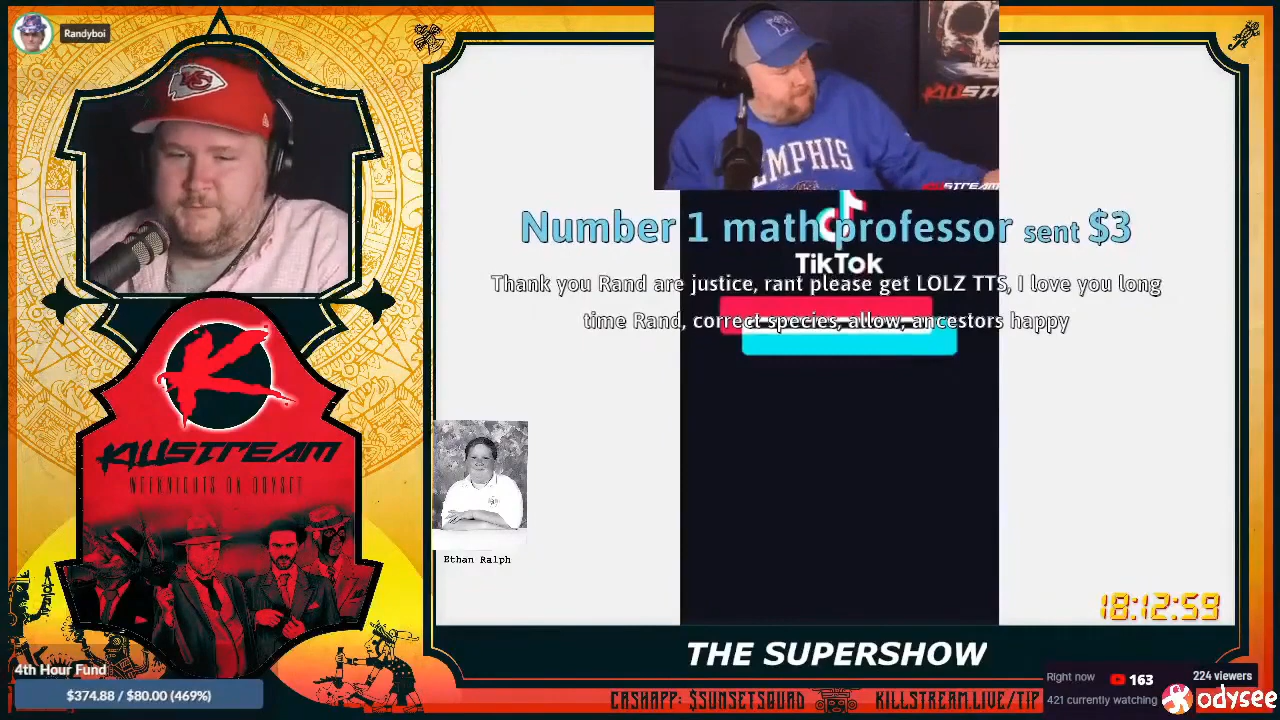 Randyboi
KILLSTR
MEMPHIS
STREAM
Number 1 math professor sent $3
TikTok
Thank you Rand are justice, rant please get LOLZ TTS, I love you long
time Rand, correct species, allow, ancestors happy
KILLSTREAM
WEEKNIGHTS ON ODYSEE
Ethan Ralph
18:12:59
THE SUPERSHOW
4th Hour Fund
$374.88 / $80.00 (469%)
CASHAPP: $SUNSETSQUAD
KILLSTREAM.LIVE/TIP
Right now
163
224 viewers
421 currently watching
odysee